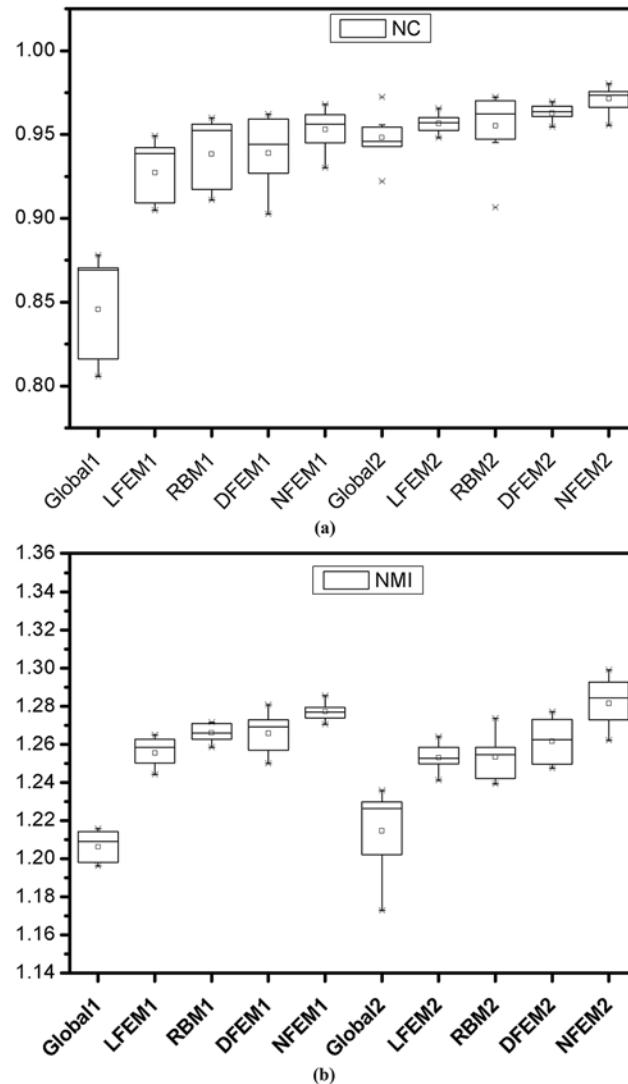 NC
1.00
0.95
0.90
0.85
0.80
Global1
LFEM1
RBM1
DFEM1
NFEM1
Global2
LFEM2
RBM2
DFEM2
NFEM2
(a)
NMI
1.36
1.34
1.32
1.30
1.28
1.26
1.24
1.22
1.20
1.18
1.16
1.14
Global1
LFEM1
RBM1
DFEM1
NFEM1
Global2
LFEM2
RBM2
DFEM2
NFEM2
(b)